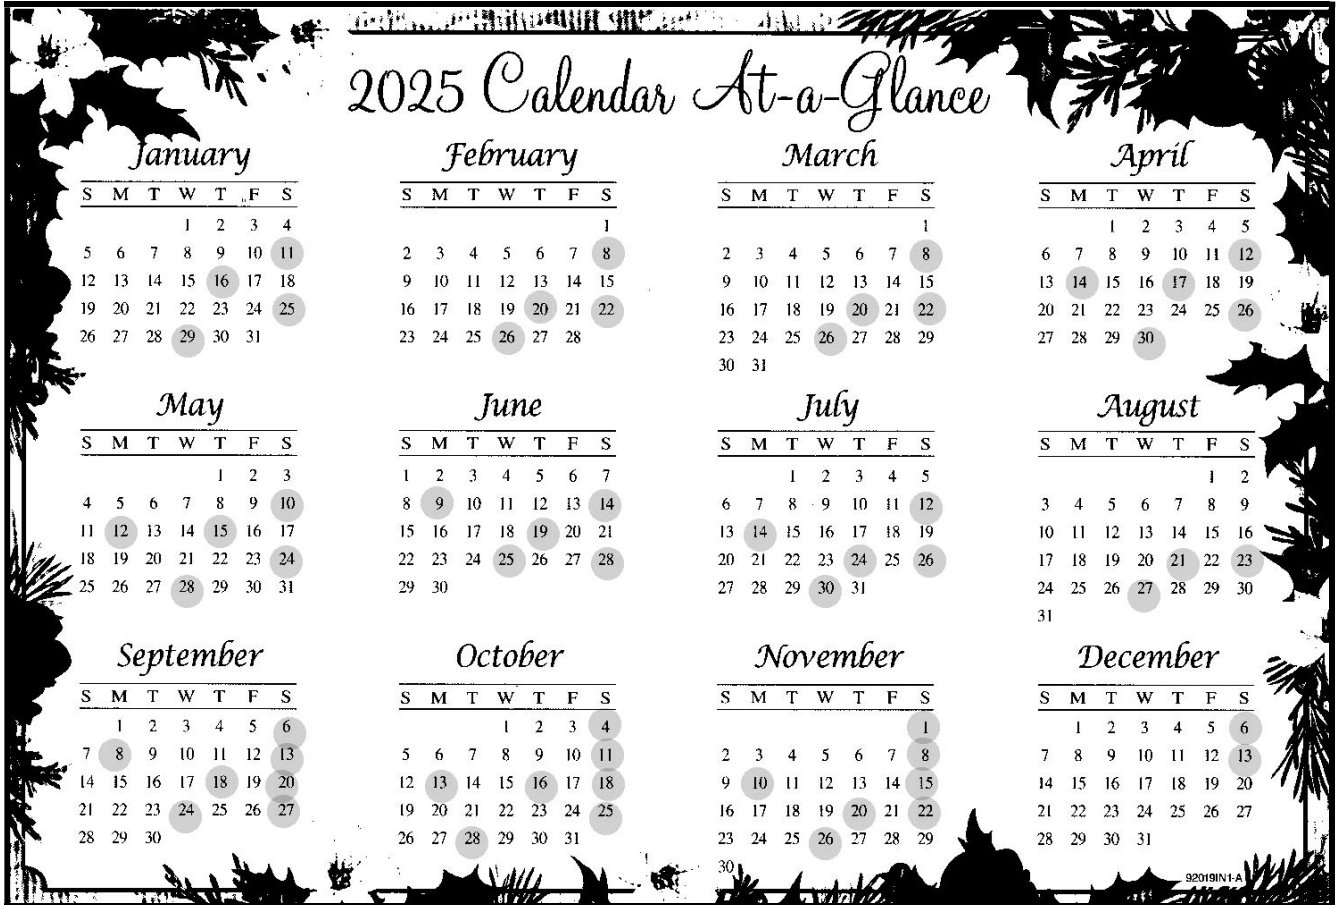 2025 Calendar At-a-Glance
January
S M T W T F S
1 2 3 4
5 6 7 8 9 10 11
12 13 14 15 16 17 18
19 20 21 22 23 24 25
26 27 28 29 30 31
February
S M T W T F S
1
2 3 4 5 6 7 8
9 10 11 12 13 14 15
16 17 18 19 20 21 22
23 24 25 26 27 28
March
S M T W T F S
1
2 3 4 5 6 7 8
9 10 11 12 13 14 15
16 17 18 19 20 21 22
23 24 25 26 27 28 29
30 31
April
S M T W T F S
1 2 3 4 5
6 7 8 9 10 11 12
13 14 15 16 17 18 19
20 21 22 23 24 25 26
27 28 29 30
May
S M T W T F S
1 2 3
4 5 6 7 8 9 10
11 12 13 14 15 16 17
18 19 20 21 22 23 24
25 26 27 28 29 30 31
June
S M T W T F S
1 2 3 4 5 6 7
8 9 10 11 12 13 14
15 16 17 18 19 20 21
22 23 24 25 26 27 28
29 30
July
S M T W T F S
1 2 3 4 5
6 7 8 9 10 11 12
13 14 15 16 17 18 19
20 21 22 23 24 25 26
27 28 29 30 31
August
S M T W T F S
1 2
3 4 5 6 7 8 9
10 11 12 13 14 15 16
17 18 19 20 21 22 23
24 25 26 27 28 29 30
31
September
S M T W T F S
1 2 3 4 5 6
7 8 9 10 11 12 13
14 15 16 17 18 19 20
21 22 23 24 25 26 27
28 29 30
October
S M T W T F S
1 2 3 4
5 6 7 8 9 10 11
12 13 14 15 16 17 18
19 20 21 22 23 24 25
26 27 28 29 30 31
November
S M T W T F S
1
2 3 4 5 6 7 8
9 10 11 12 13 14 15
16 17 18 19 20 21 22
23 24 25 26 27 28 29
30
December
S M T W T F S
1 2 3 4 5 6
7 8 9 10 11 12 13
14 15 16 17 18 19 20
21 22 23 24 25 26 27
28 29 30 31
92019IN1-A